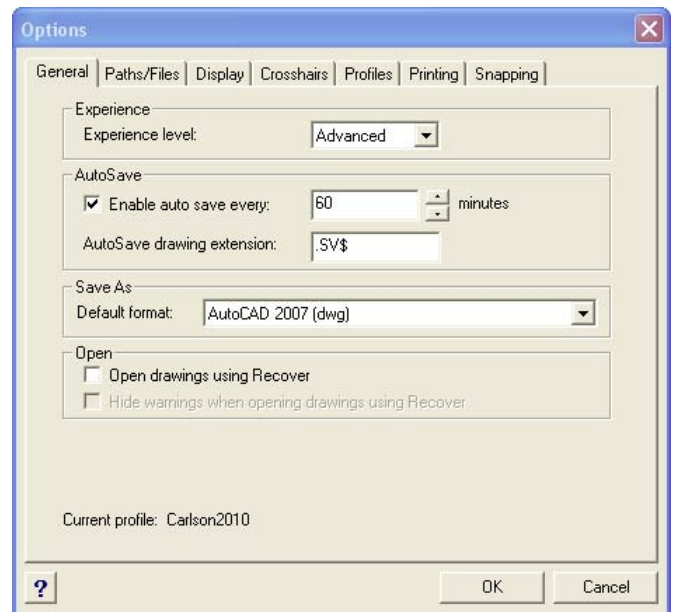 Options
General Paths/Files Display Crosshairs Profiles Printing Snapping
Experience
Experience level: Advanced
AutoSave
Enable auto save every: 60 minutes
AutoSave drawing extension: .SV$
Save As
Default format: AutoCAD 2007 (dwg)
Open
Open drawings using Recover
Hide warnings when opening drawings using Recover
Current profile: Carlson2010
? OK Cancel